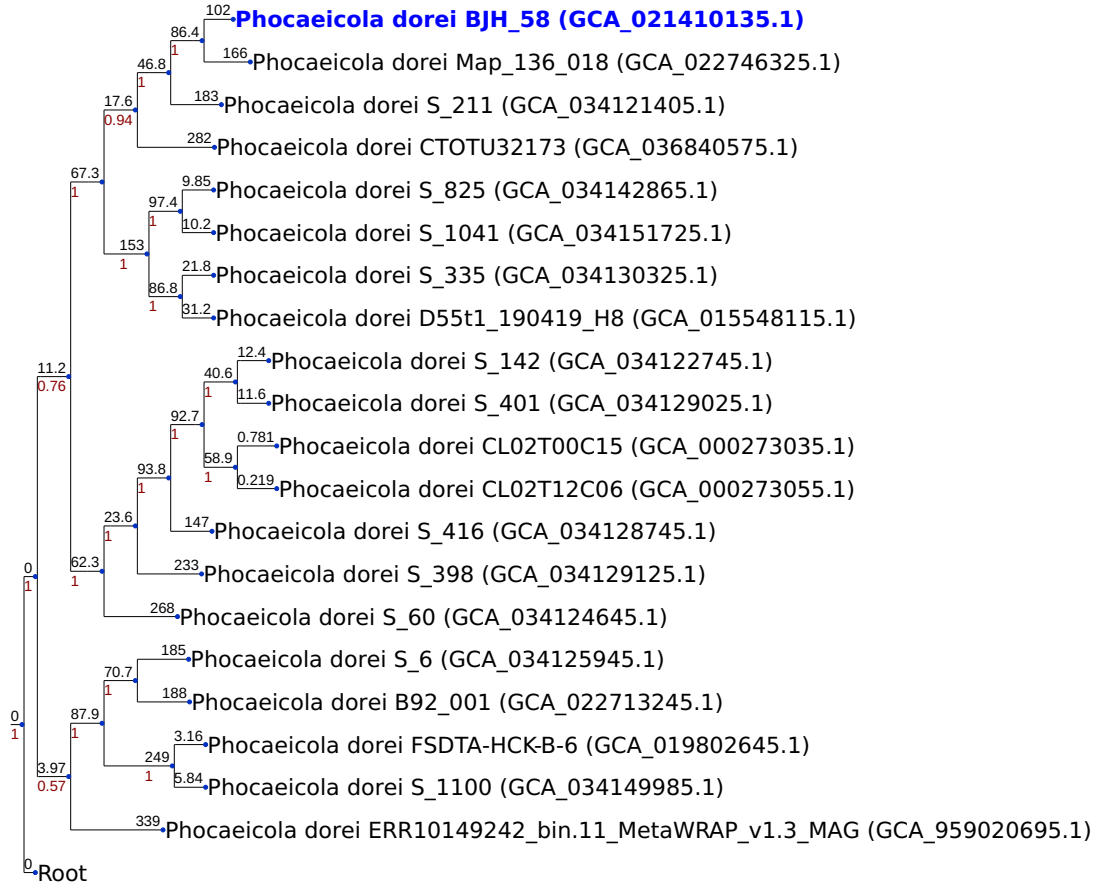 102
Phocaeicola dorei BJH_58 (GCA_021410135.1)
86.4
1
166
Phocaeicola dorei Map_136_018 (GCA_022746325.1)
46.8
1
183
Phocaeicola dorei S_211 (GCA_034121405.1)
17.6
0.94
282
Phocaeicola dorei CTOTU32173 (GCA_036840575.1)
67.3
1
9.85
Phocaeicola dorei S_825 (GCA_034142865.1)
97.4
1
10.2
Phocaeicola dorei S_1041 (GCA_034151725.1)
153
1
21.8
Phocaeicola dorei S_335 (GCA_034130325.1)
86.8
1
31.2
Phocaeicola dorei D55t1_190419_H8 (GCA_015548115.1)
11.2
0.76
12.4
Phocaeicola dorei S_142 (GCA_034122745.1)
40.6
1
11.6
Phocaeicola dorei S_401 (GCA_034129025.1)
92.7
1
0.781
Phocaeicola dorei CL02T00C15 (GCA_000273035.1)
58.9
1
0.219
Phocaeicola dorei CL02T12C06 (GCA_000273055.1)
93.8
1
147
Phocaeicola dorei S_416 (GCA_034128745.1)
23.6
1
233
Phocaeicola dorei S_398 (GCA_034129125.1)
62.3
1
268
Phocaeicola dorei S_60 (GCA_034124645.1)
0
1
185
Phocaeicola dorei S_6 (GCA_034125945.1)
70.7
1
188
Phocaeicola dorei B92_001 (GCA_022713245.1)
87.9
1
3.16
Phocaeicola dorei FSDTA-HCK-B-6 (GCA_019802645.1)
249
1
5.84
Phocaeicola dorei S_1100 (GCA_034149985.1)
0
1
3.97
0.57
339
Phocaeicola dorei ERR10149242_bin.11_MetaWRAP_v1.3_MAG (GCA_959020695.1)
0
Root